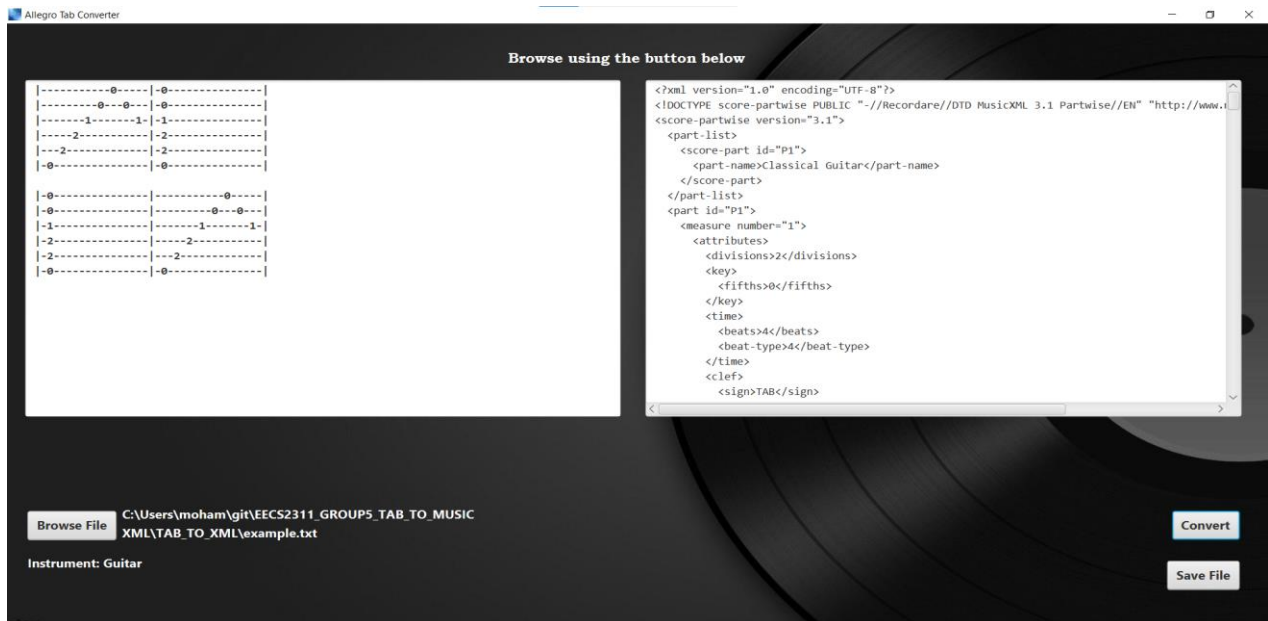 Allegro Tab Converter
Browse using the button below
|-----------0-----|-0---------------|
|---------0---0---|-0---------------|
|-------1-------1-|-1---------------|
|-----2-----------|-2---------------|
|---2-------------|-2---------------|
|-0---------------|-0---------------|
|-0---------------|-----------0-----|
|-0---------------|---------0---0---|
|-1---------------|-------1-------1-|
|-2---------------|-----2-----------|
|-2---------------|---2-------------|
|-0---------------|-0---------------|
<?xml version="1.0" encoding="UTF-8"?>
<!DOCTYPE score-partwise PUBLIC "-//Recordare//DTD MusicXML 3.1 Partwise//EN" "http://www.
<score-partwise version="3.1">
<part-list>
<score-part id="P1">
<part-name>Classical Guitar</part-name>
</score-part>
</part-list>
<part id="P1">
<measure number="1">
<attributes>
<divisions>2</divisions>
<key>
<fifths>0</fifths>
</key>
<time>
<beats>4</beats>
<beat-type>4</beat-type>
</time>
<clef>
<sign>TAB</sign>
Browse File
C:\Users\moham\git\EECS2311_GROUP5_TAB_TO_MUSIC
XML\TAB_TO_XML\example.txt
Convert
Instrument: Guitar
Save File